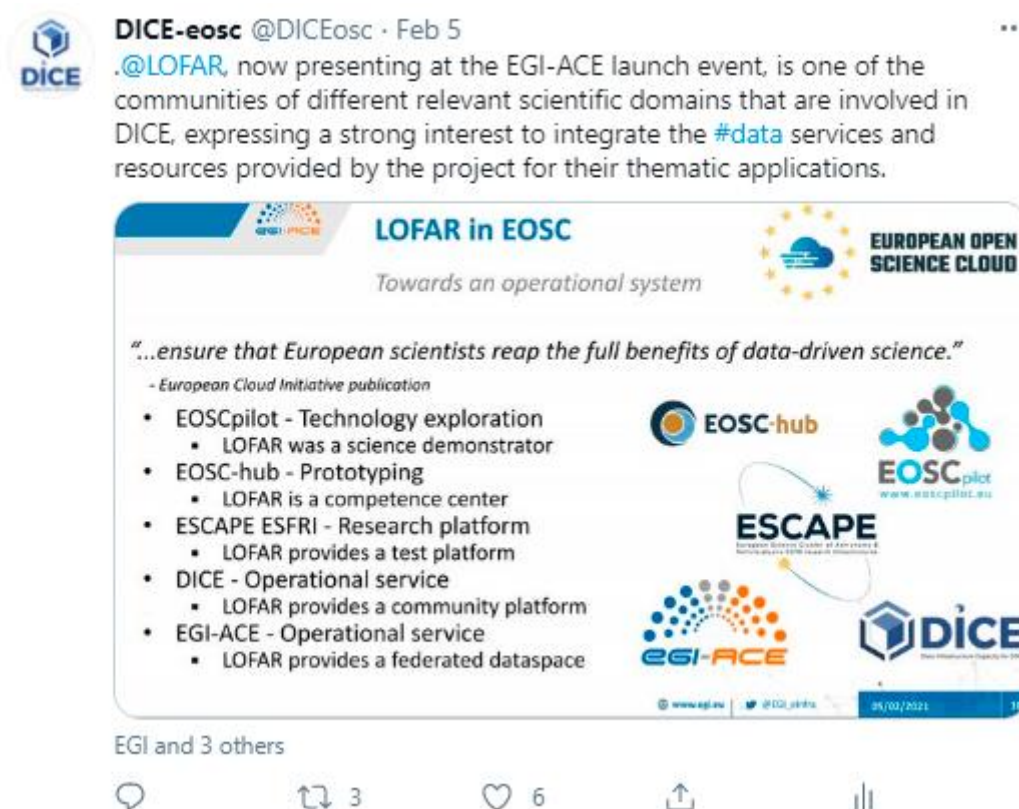 DICE-eosc @DICEosc · Feb 5
.@LOFAR, now presenting at the EGI-ACE launch event, is one of the
communities of different relevant scientific domains that are involved in
DICE, expressing a strong interest to integrate the #data services and
resources provided by the project for their thematic applications.
DICE
EGI-ACE
LOFAR in EOSC
Towards an operational system
EUROPEAN OPEN
SCIENCE CLOUD
"...ensure that European scientists reap the full benefits of data-driven science."
- European Cloud Initiative publication
• EOSCpilot - Technology exploration
▪ LOFAR was a science demonstrator
• EOSC-hub - Prototyping
▪ LOFAR is a competence center
• ESCAPE ESFRI - Research platform
▪ LOFAR provides a test platform
• DICE - Operational service
▪ LOFAR provides a community platform
• EGI-ACE - Operational service
▪ LOFAR provides a federated dataspace
EOSC-hub
EOSCpilot
www.eoscpilot.eu
ESCAPE
EGI-ACE
DICE
www.egi.eu
@EGI_eInfra
05/02/2021
EGI and 3 others
3
6